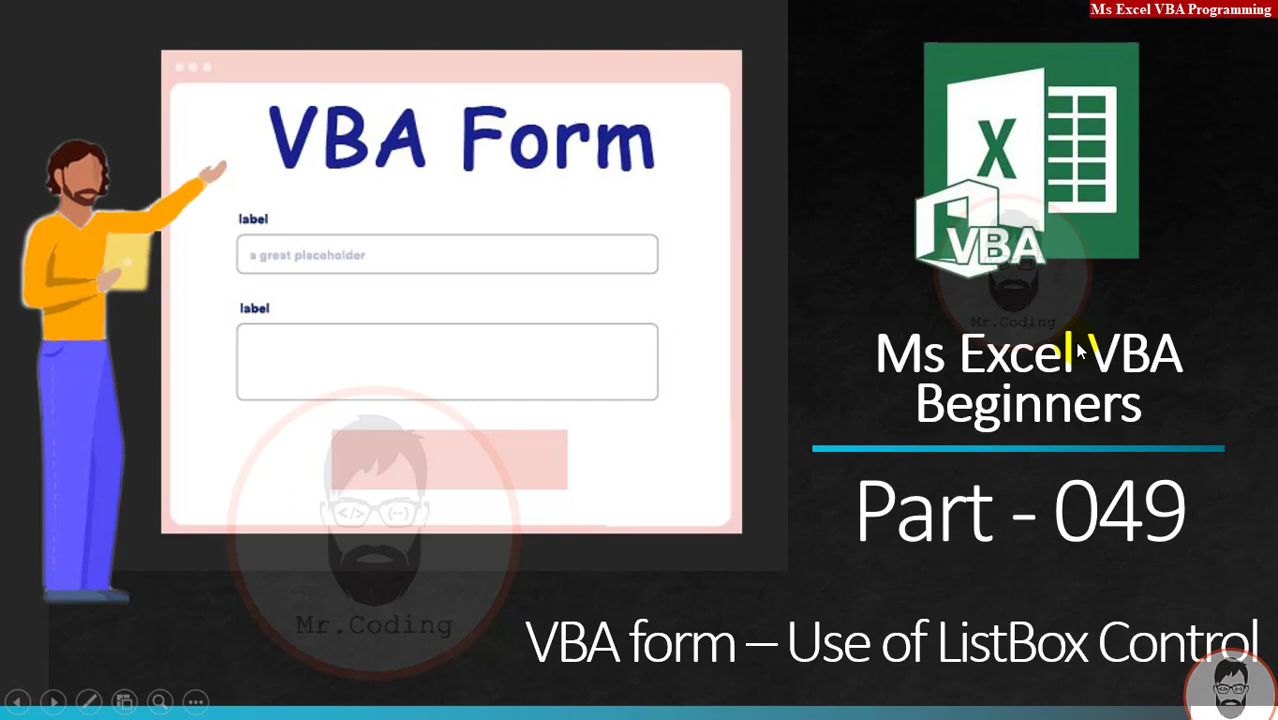 Ms Excel VBA Programming
VBA Form
label
a great placeholder
label
X
VBA
Mr.Coding
Ms Excel VBA
Beginners
Part - 049
</> {--}
Mr.Coding
VBA form – Use of ListBox Control